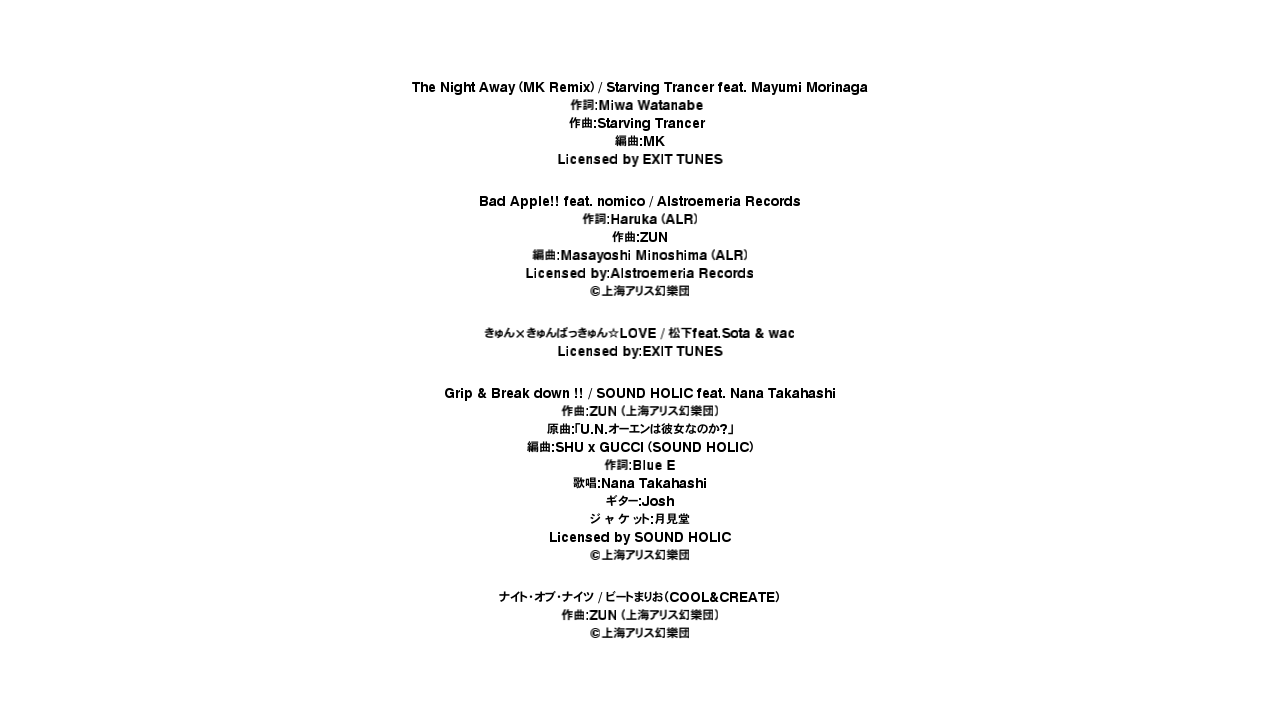 The Night Away (MK Remix) / Starving Trancer feat. Mayumi Morinaga
作詞:Miwa Watanabe
作曲:Starving Trancer
編曲:MK
Licensed by EXIT TUNES
Bad Apple!! feat. nomico / Alstroemeria Records
作詞:Haruka (ALR)
作曲:ZUN
編曲:Masayoshi Minoshima (ALR)
Licensed by:Alstroemeria Records
©上海アリス幻樂団
きゅん×きゅんばっきゅん☆LOVE / 松下feat.Sota & wac
Licensed by:EXIT TUNES
Grip & Break down !! / SOUND HOLIC feat. Nana Takahashi
作曲:ZUN (上海アリス幻樂団)
原曲:「U.N.オーエンは彼女なのか?」
編曲:SHU x GUCCI (SOUND HOLIC)
作詞:Blue E
歌唱:Nana Takahashi
ギター:Josh
ジャケット:月見堂
Licensed by SOUND HOLIC
©上海アリス幻樂団
ナイト・オブ・ナイツ / ビートまりお(COOL&CREATE)
作曲:ZUN (上海アリス幻樂団)
©上海アリス幻樂団